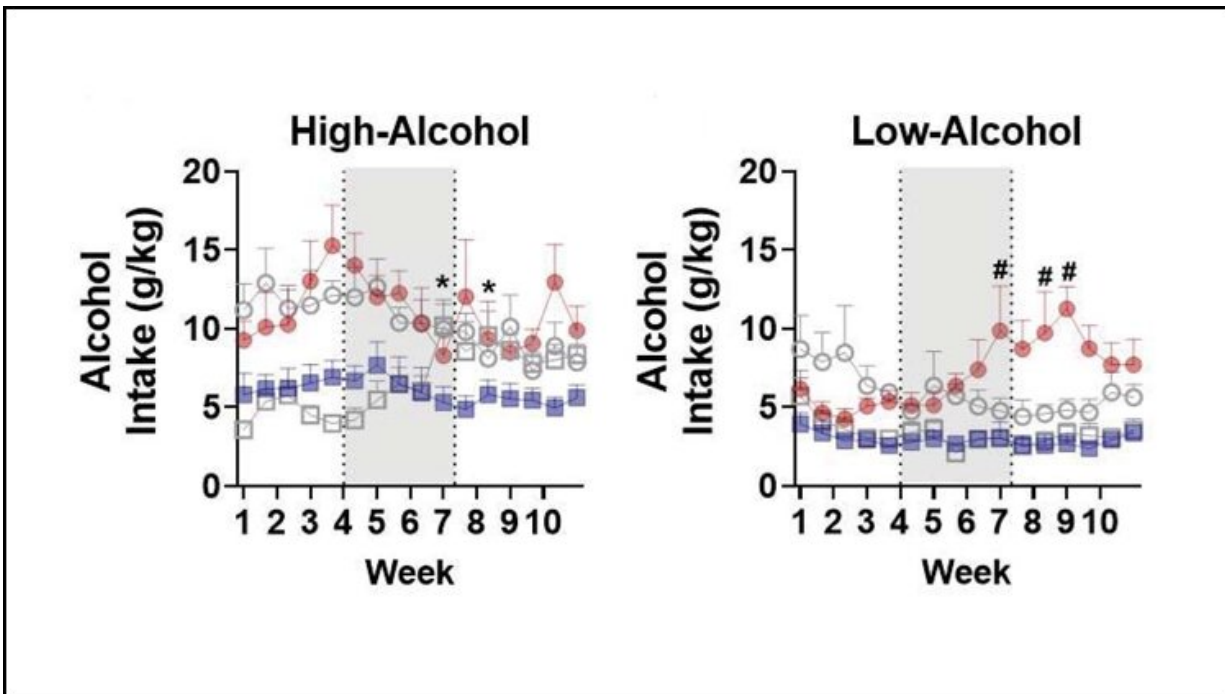 High-Alcohol
Alcohol
Intake (g/kg)
20
15
10
5
0
* *
1 2 3 4 5 6 7 8 9 10
Week
Low-Alcohol
Alcohol
Intake (g/kg)
20
15
10
5
0
# # #
1 2 3 4 5 6 7 8 9 10
Week